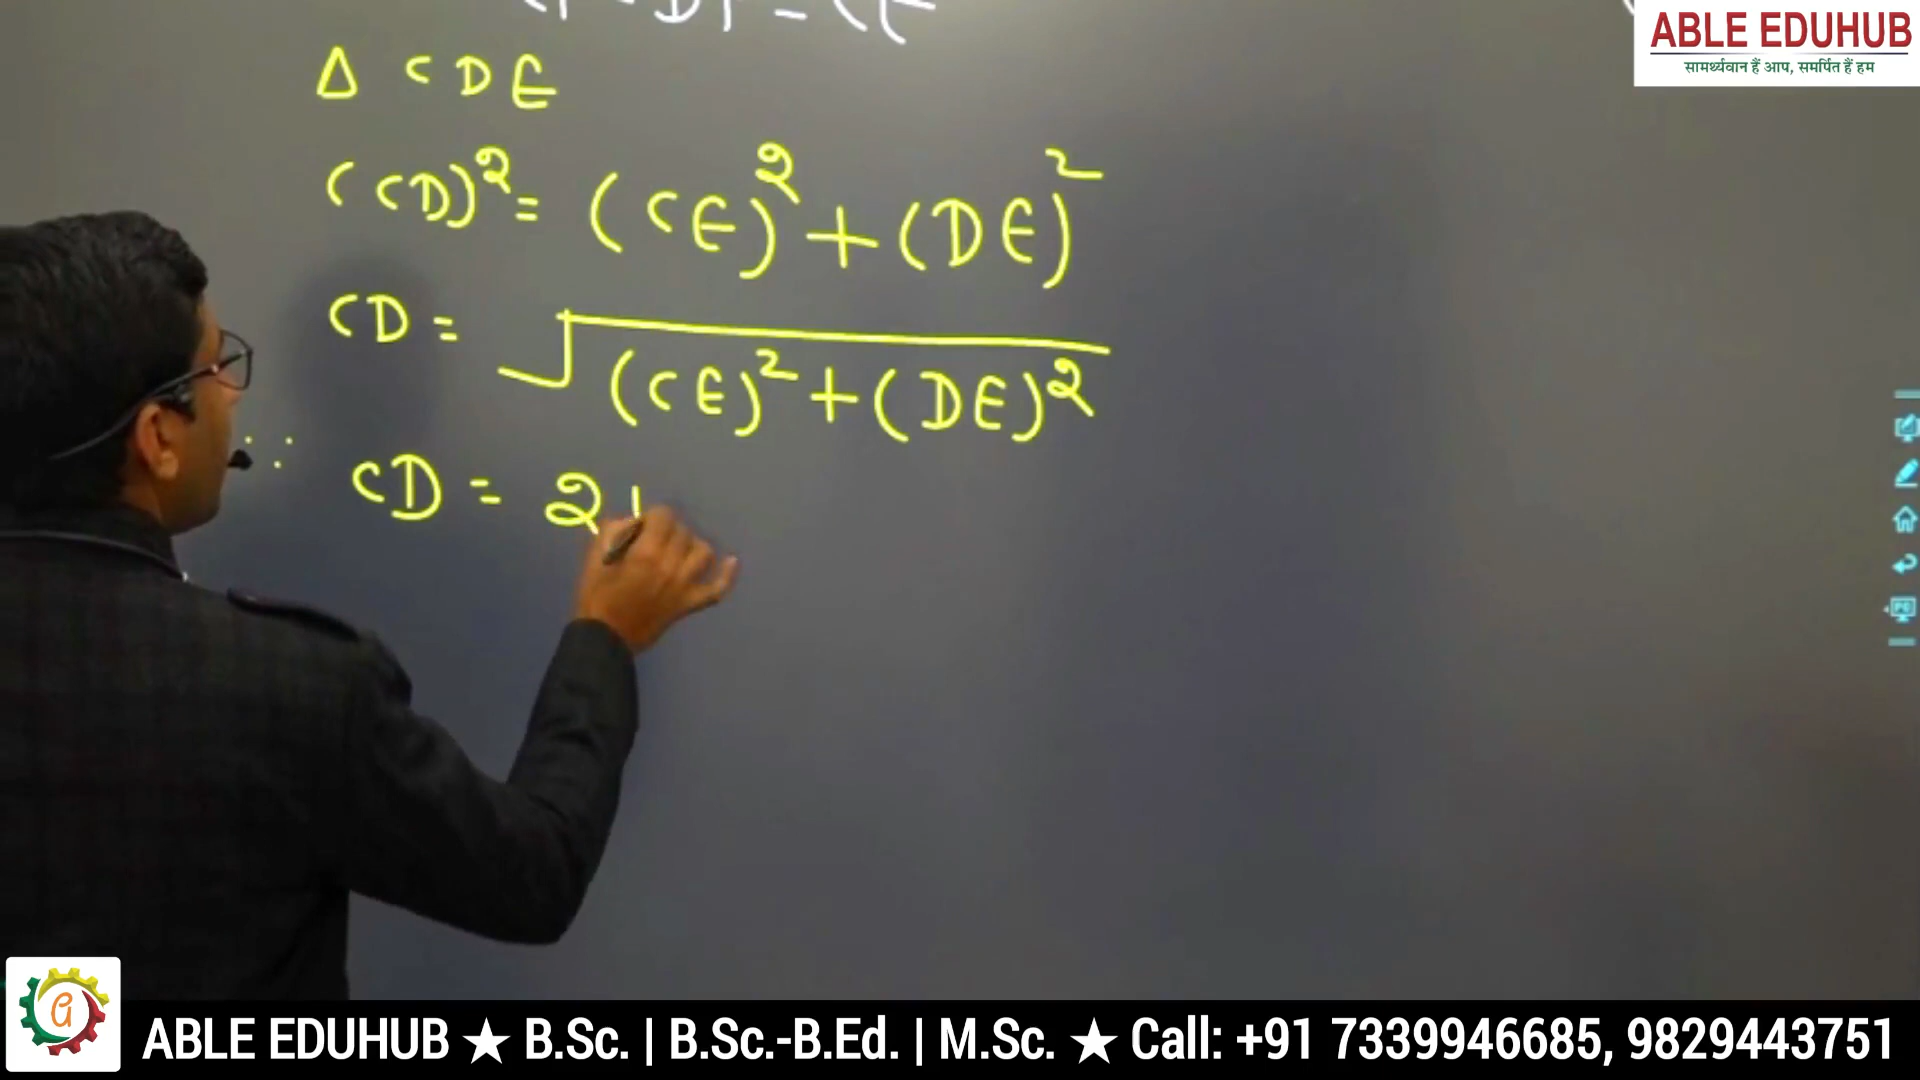 ABLE EDUHUB
सामर्थ्यवान हैं आप, समर्पित हैं हम
Δ CDE
(CD)² = (CE)² + (DE)²
CD = √(CE)² + (DE)²
∵ CD = 2
ABLE EDUHUB ★ B.Sc. | B.Sc.-B.Ed. | M.Sc. ★ Call: +91 7339946685, 9829443751